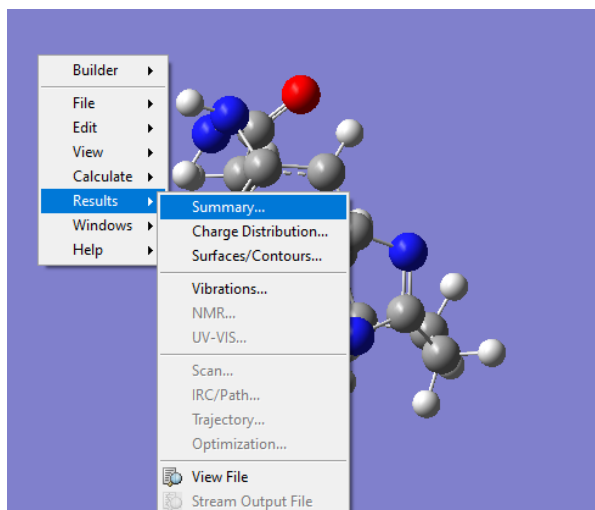 Builder
File
Edit
View
Calculate
Results
Windows
Help
Summary...
Charge Distribution...
Surfaces/Contours...
Vibrations...
NMR...
UV-VIS...
Scan...
IRC/Path...
Trajectory...
Optimization...
View File
Stream Output File